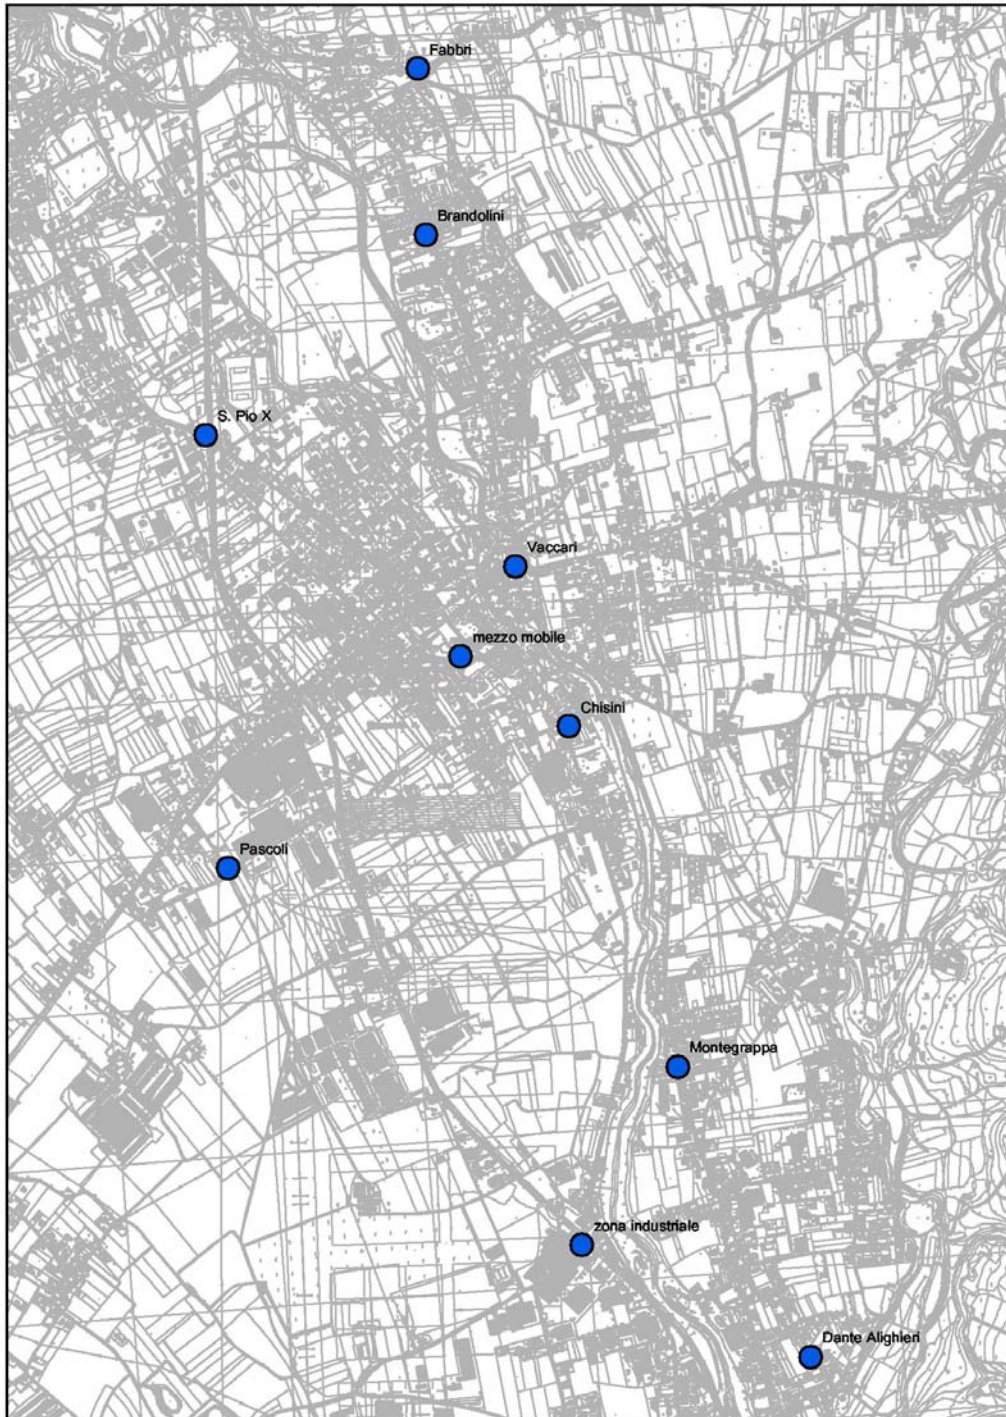 Fabbri
Brandolini
S. Pio X
Vaccari
mezzo mobile
Chisini
Pascoli
Montegrappa
zona industriale
Dante Alighieri